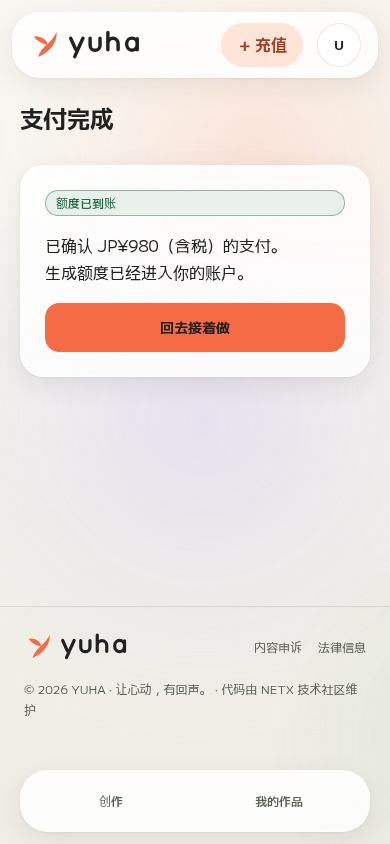 yuha
+ 充值
U
支付完成
额度已到账
已确认 JP¥980（含税）的支付。
生成额度已经进入你的账户。
回去接着做
yuha
内容申诉 法律信息
© 2026 YUHA · 让心动，有回声。 · 代码由 NETX 技术社区维
护
创作 我的作品